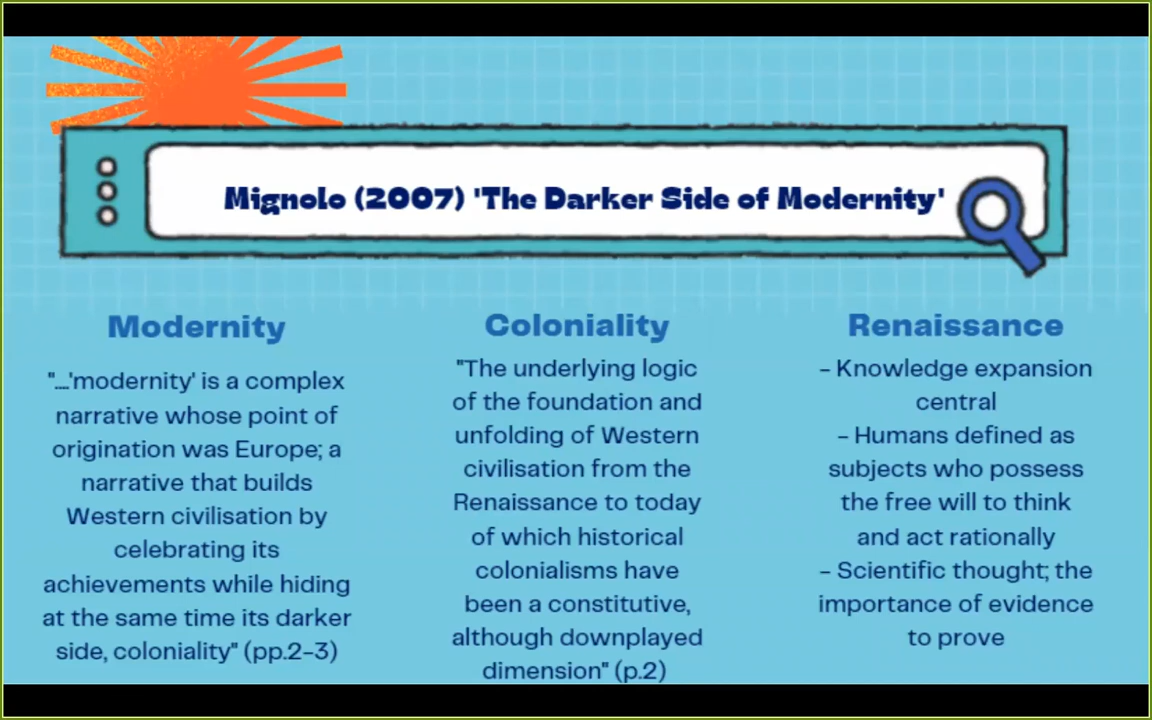 Mignolo (2007) 'The Darker Side of Modernity'
Modernity
"...'modernity' is a complex
narrative whose point of
origination was Europe; a
narrative that builds
Western civilisation by
celebrating its
achievements while hiding
at the same time its darker
side, coloniality" (pp.2-3)
Coloniality
"The underlying logic
of the foundation and
unfolding of Western
civilisation from the
Renaissance to today
of which historical
colonialisms have
been a constitutive,
although downplayed
dimension" (p.2)
Renaissance
- Knowledge expansion
central
- Humans defined as
subjects who possess
the free will to think
and act rationally
- Scientific thought; the
importance of evidence
to prove